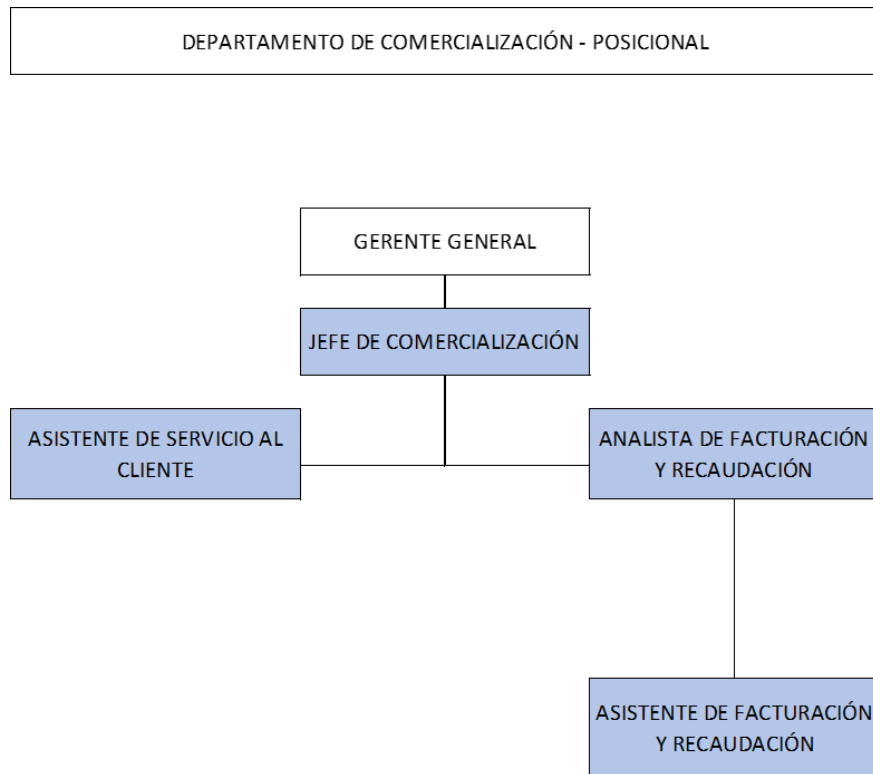 DEPARTAMENTO DE COMERCIALIZACIÓN - POSICIONAL
GERENTE GENERAL
JEFE DE COMERCIALIZACIÓN
ASISTENTE DE SERVICIO AL
CLIENTE
ANALISTA DE FACTURACIÓN
Y RECAUDACIÓN
ASISTENTE DE FACTURACIÓN
Y RECAUDACIÓN